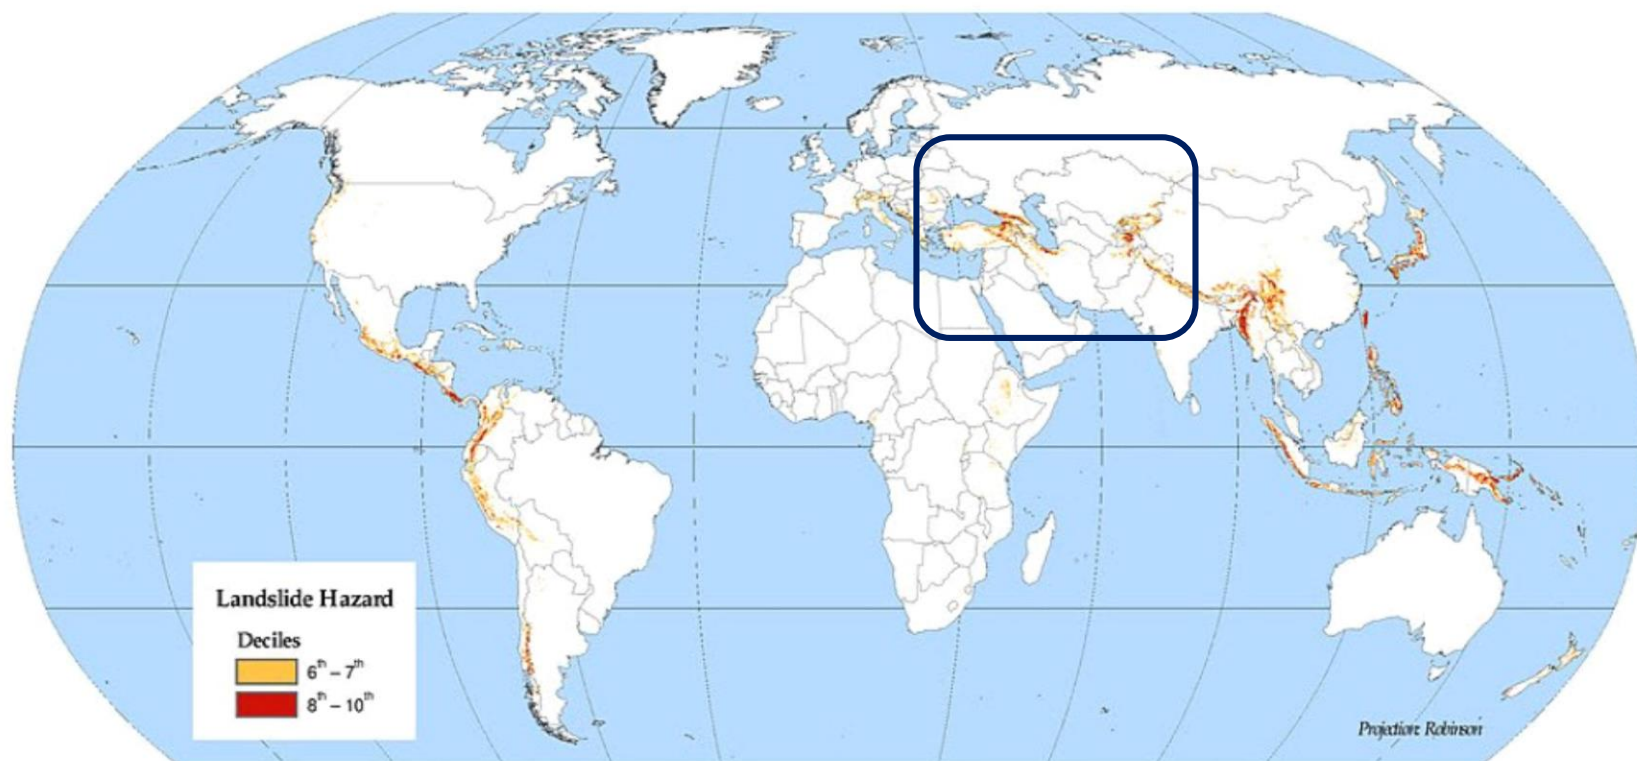 Landslide Hazard
Deciles
6th – 7th
8th – 10th
Projection: Robinson